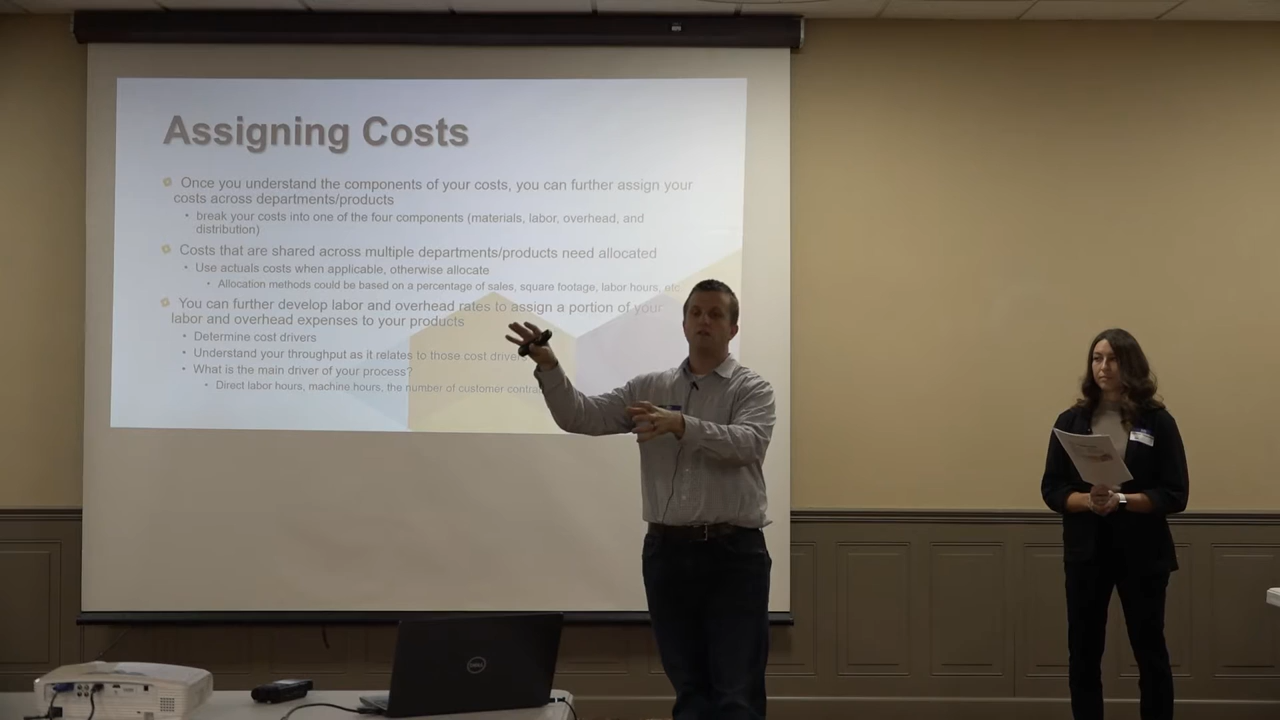 Assigning Costs
Once you understand the components of your costs, you can further assign your
costs across departments/products
• break your costs into one of the four components (materials, labor, overhead, and
distribution)
Costs that are shared across multiple departments/products need allocated
• Use actuals costs when applicable, otherwise allocate
• Allocation methods could be based on a percentage of sales, square footage, labor hours, etc
You can further develop labor and overhead rates to assign a portion of your
labor and overhead expenses to your products
• Determine cost drivers
• Understand your throughput as it relates to those cost drivers
• What is the main driver of your process?
• Direct labor hours, machine hours, the number of customer
DELL